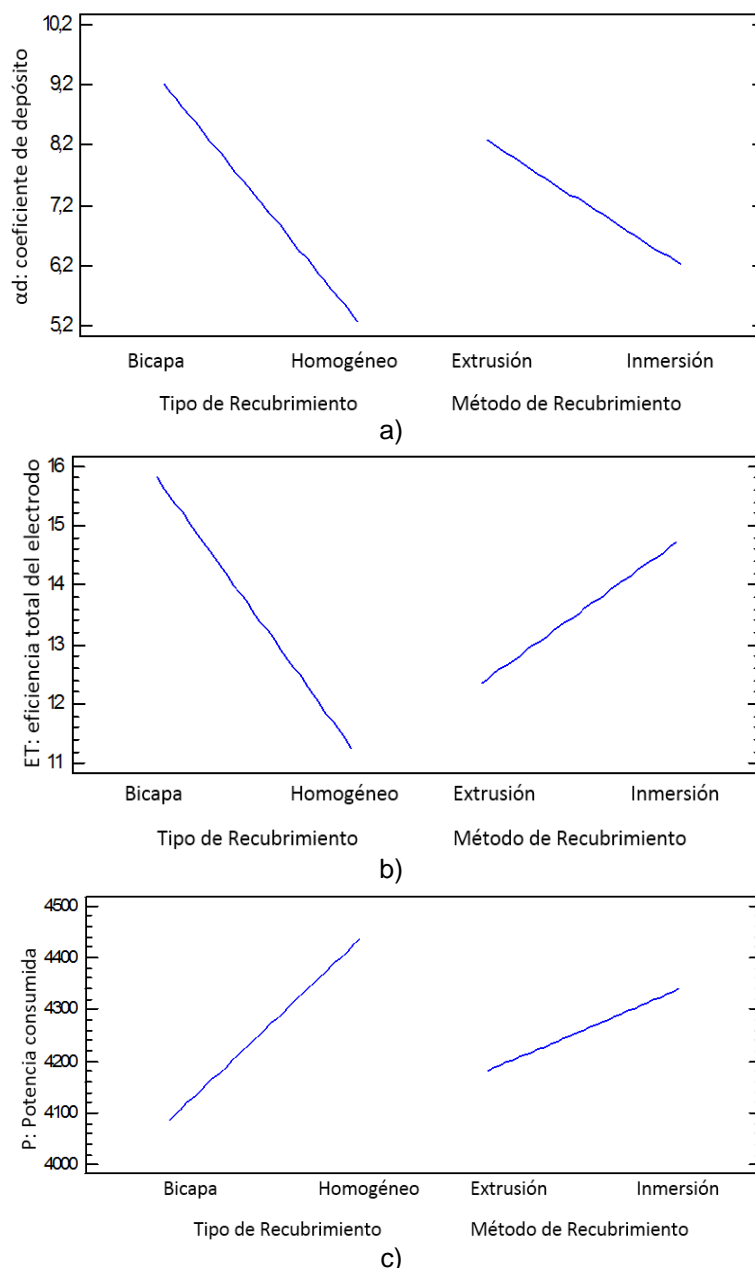 αd: coeficiente de depósito
10,2
9,2
8,2
7,2
6,2
5,2
Bicapa Homogéneo Extrusión Inmersión
Tipo de Recubrimiento Método de Recubrimiento
a)
ET: eficiencia total del electrodo
16
15
14
13
12
11
Bicapa Homogéneo Extrusión Inmersión
Tipo de Recubrimiento Método de Recubrimiento
b)
P: Potencia consumida
4500
4400
4300
4200
4100
4000
Bicapa Homogéneo Extrusión Inmersión
Tipo de Recubrimiento Método de Recubrimiento
c)